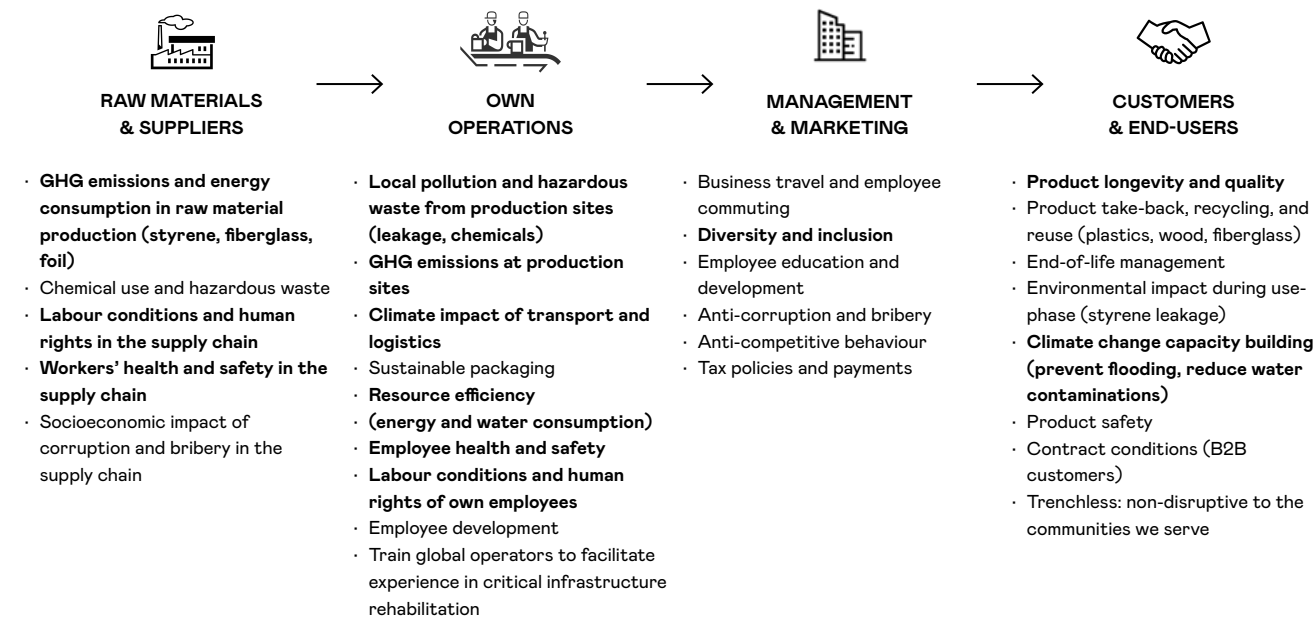 RAW MATERIALS
& SUPPLIERS
· GHG emissions and energy
consumption in raw material
production (styrene, fiberglass,
foil)
· Chemical use and hazardous waste
· Labour conditions and human
rights in the supply chain
· Workers’ health and safety in the
supply chain
· Socioeconomic impact of
corruption and bribery in the
supply chain
OWN
OPERATIONS
· Local pollution and hazardous
waste from production sites
(leakage, chemicals)
· GHG emissions at production
sites
· Climate impact of transport and
logistics
· Sustainable packaging
· Resource efficiency
· (energy and water consumption)
· Employee health and safety
· Labour conditions and human
rights of own employees
· Employee development
· Train global operators to facilitate
experience in critical infrastructure
rehabilitation
MANAGEMENT
& MARKETING
· Business travel and employee
commuting
· Diversity and inclusion
· Employee education and
development
· Anti-corruption and bribery
· Anti-competitive behaviour
· Tax policies and payments
CUSTOMERS
& END-USERS
· Product longevity and quality
· Product take-back, recycling, and
reuse (plastics, wood, fiberglass)
· End-of-life management
· Environmental impact during use-
phase (styrene leakage)
· Climate change capacity building
(prevent flooding, reduce water
contaminations)
· Product safety
· Contract conditions (B2B
customers)
· Trenchless: non-disruptive to the
communities we serve